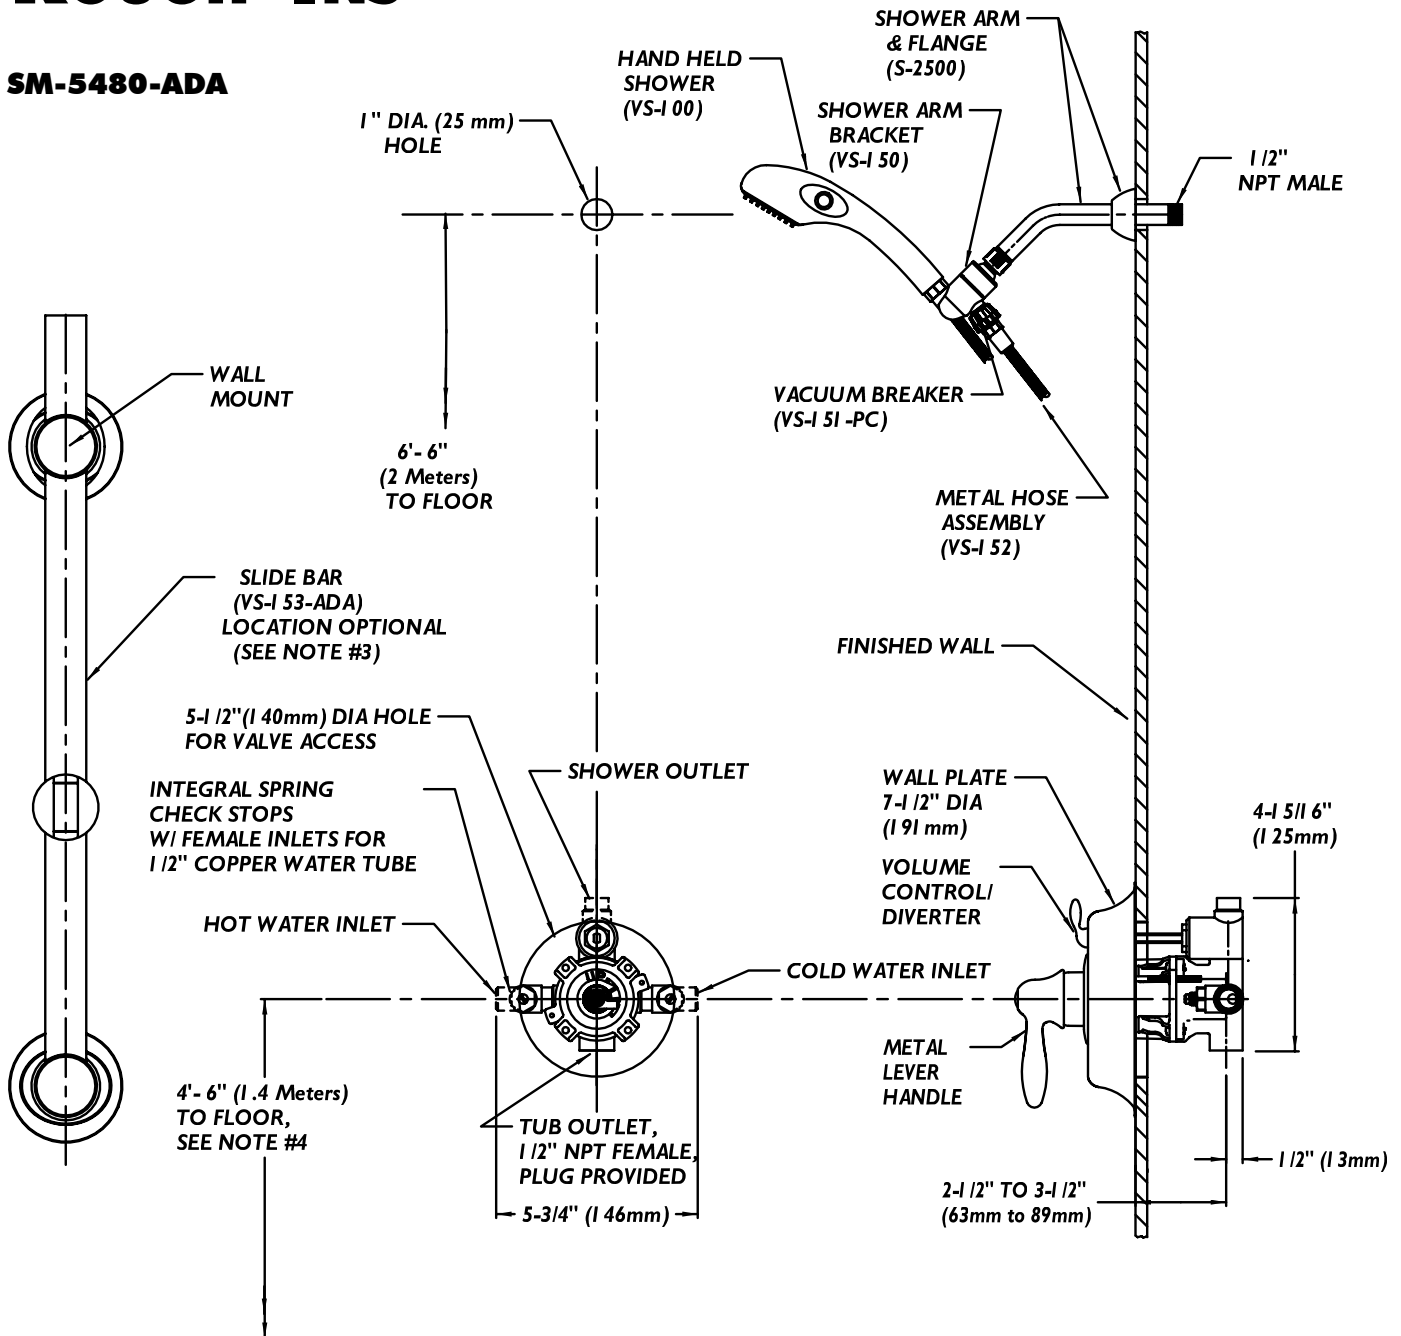 ROUGH-INS
SM-5480-ADA
1" DIA. (25 mm)
HOLE
HAND HELD
SHOWER
(VS-100)
SHOWER ARM
& FLANGE
(S-2500)
SHOWER ARM
BRACKET
(VS-150)
1/2"
NPT MALE
WALL
MOUNT
6'- 6"
(2 Meters)
TO FLOOR
VACUUM BREAKER
(VS-151-PC)
METAL HOSE
ASSEMBLY
(VS-152)
SLIDE BAR
(VS-153-ADA)
LOCATION OPTIONAL
(SEE NOTE #3)
FINISHED WALL
5-1/2"(140mm) DIA HOLE
FOR VALVE ACCESS
SHOWER OUTLET
INTEGRAL SPRING
CHECK STOPS
W/ FEMALE INLETS FOR
1/2" COPPER WATER TUBE
WALL PLATE
7-1/2" DIA
(191 mm)
4-15/16"
(125mm)
VOLUME
CONTROL/
DIVERTER
HOT WATER INLET
COLD WATER INLET
METAL
LEVER
HANDLE
4'- 6" (1.4 Meters)
TO FLOOR,
SEE NOTE #4
TUB OUTLET,
1/2" NPT FEMALE,
PLUG PROVIDED
5-3/4" (146mm)
1/2" (13mm)
2-1/2" TO 3-1/2"
(63mm to 89mm)